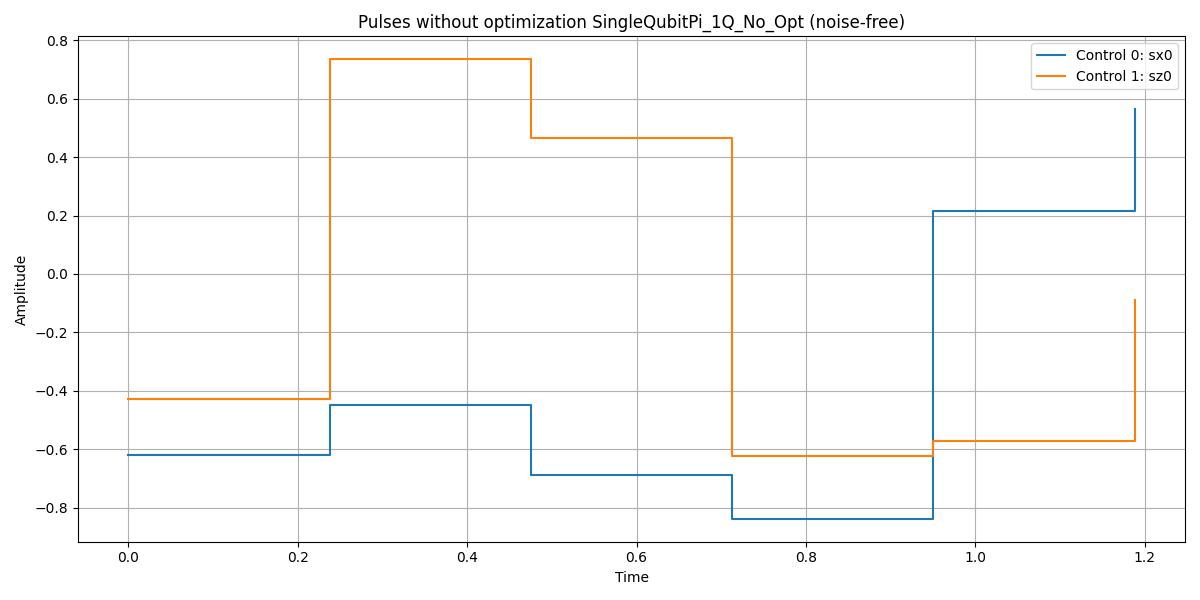 Pulses without optimization SingleQubitPi_1Q_No_Opt (noise-free)
Control 0: sx0
Control 1: sz0
Amplitude
0.8
0.6
0.4
0.2
0.0
−0.2
−0.4
−0.6
−0.8
0.0 0.2 0.4 0.6 0.8 1.0 1.2
Time